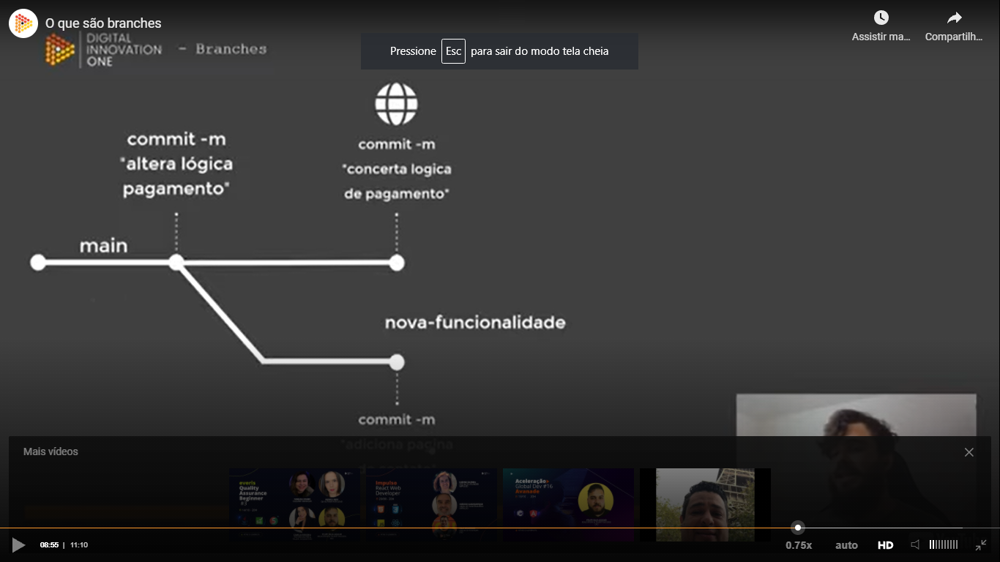 O que são branches
Assistir ma...
Compartilh...
DIGITAL
INNOVATION
ONE
- Branches
Pressione Esc para sair do modo tela cheia
commit -m
"altera lógica
pagamento"
commit -m
"concerta logica
de pagamento"
main
nova-funcionalidade
commit -m
"adiciona pagina
Mais vídeos
everis
Quality
Assurance
Beginner
#3
Impulso
React Web
Developer
Aceleração
Global Dev #16
Avanade
08:55 | 11:10
0.75x
auto
HD